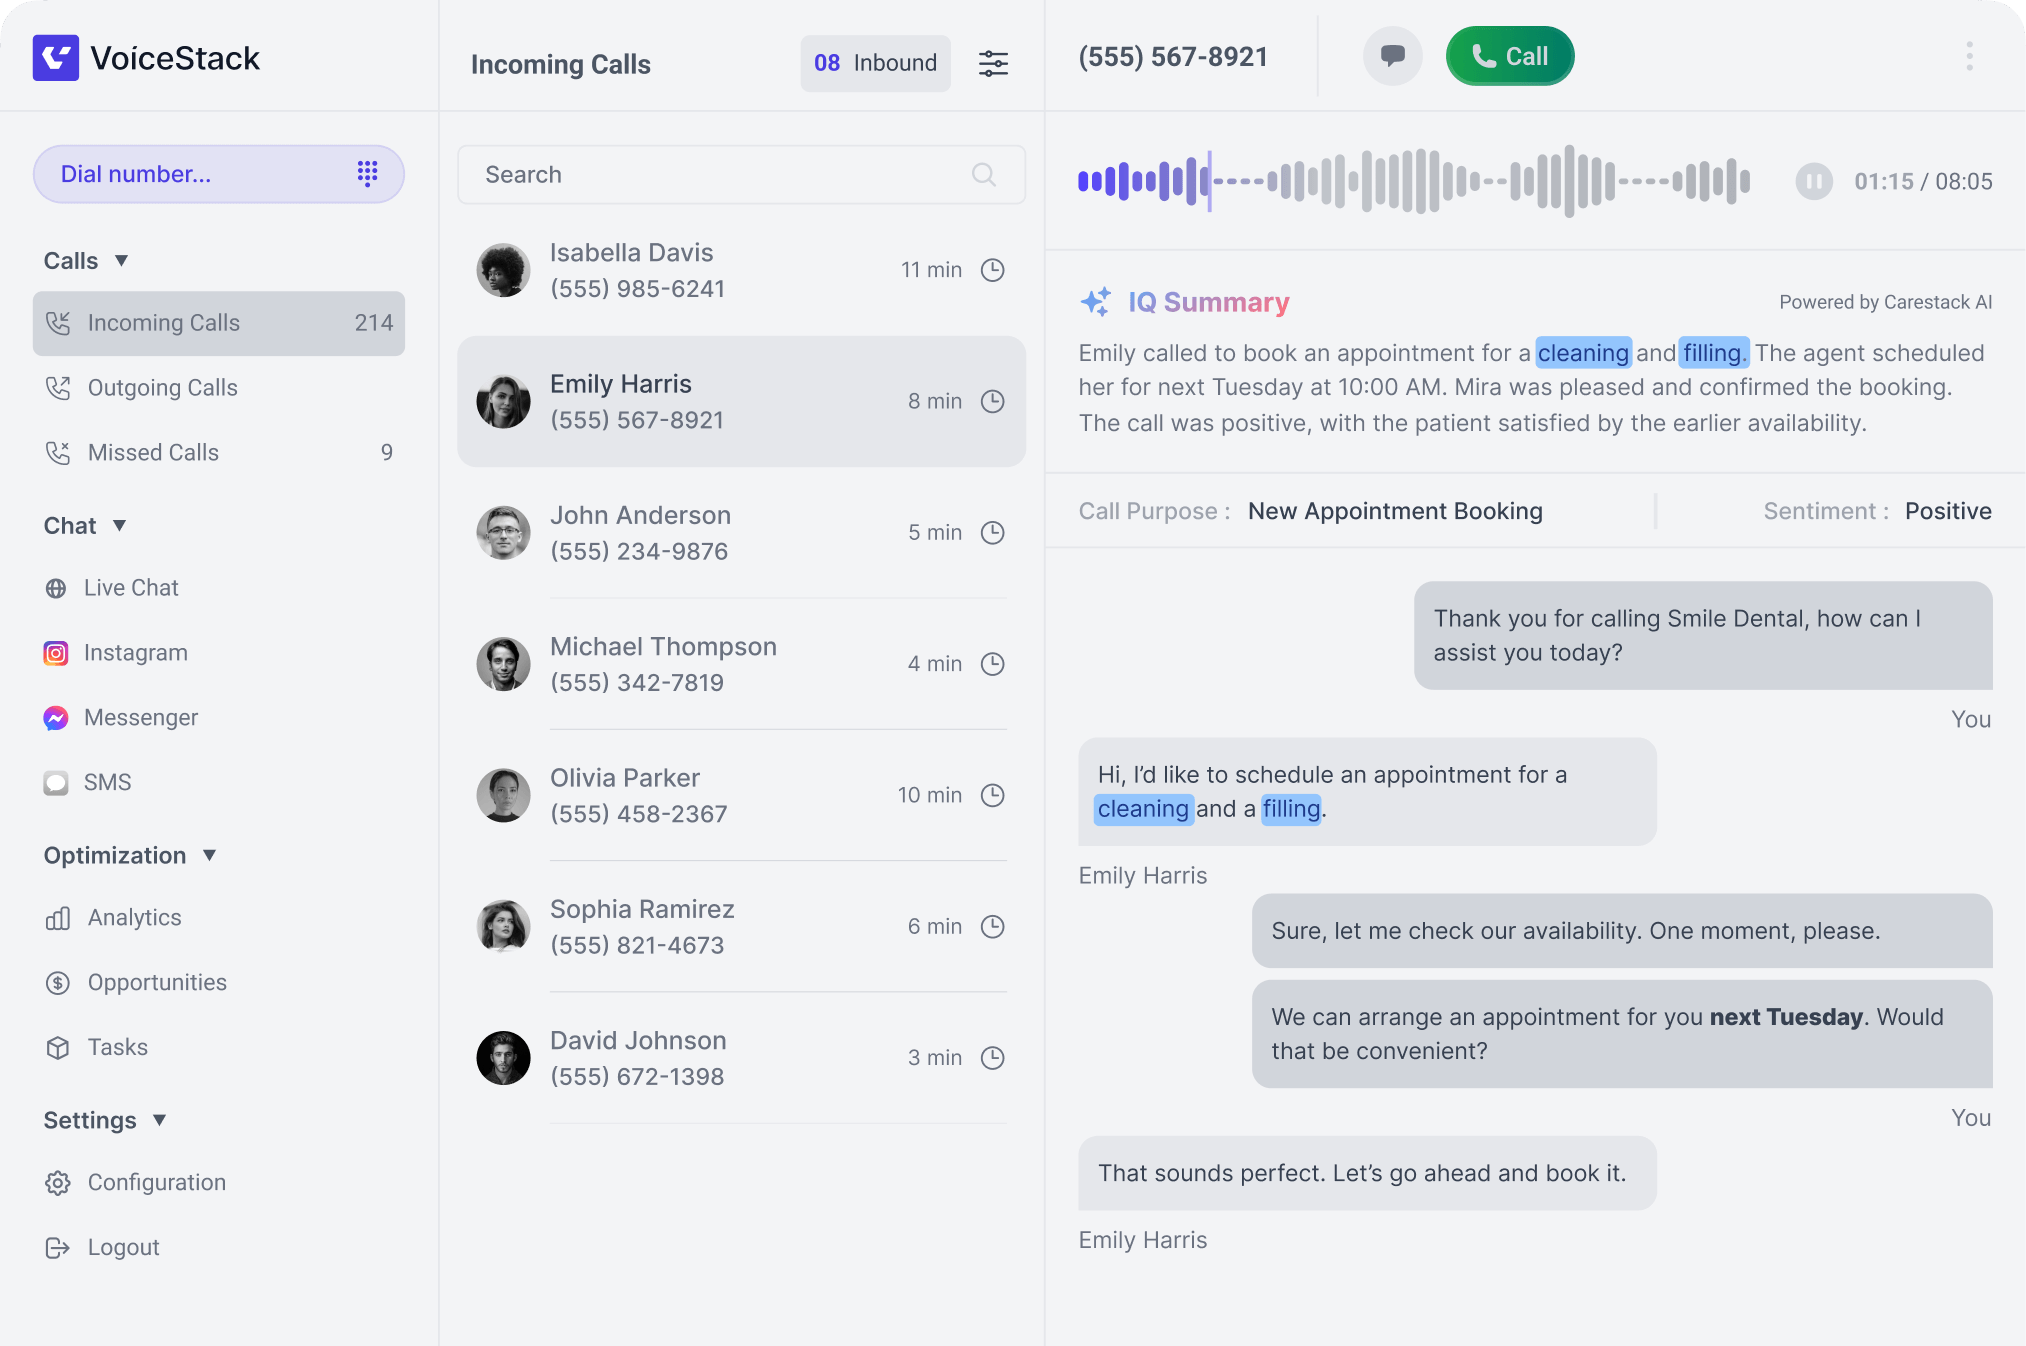 VoiceStack
Dial number...
Calls ▼
Incoming Calls 214
Outgoing Calls
Missed Calls 9
Chat ▼
Live Chat
Instagram
Messenger
SMS
Optimization ▼
Analytics
Opportunities
Tasks
Settings ▼
Configuration
Logout
Incoming Calls 08 Inbound
Search
Isabella Davis
(555) 985-6241
11 min
Emily Harris
(555) 567-8921
8 min
John Anderson
(555) 234-9876
5 min
Michael Thompson
(555) 342-7819
4 min
Olivia Parker
(555) 458-2367
10 min
Sophia Ramirez
(555) 821-4673
6 min
David Johnson
(555) 672-1398
3 min
(555) 567-8921
Call
01:15 / 08:05
IQ Summary
Powered by Carestack AI
Emily called to book an appointment for a cleaning and filling. The agent scheduled
her for next Tuesday at 10:00 AM. Mira was pleased and confirmed the booking.
The call was positive, with the patient satisfied by the earlier availability.
Call Purpose : New Appointment Booking
Sentiment : Positive
Thank you for calling Smile Dental, how can I
assist you today?
You
Hi, I’d like to schedule an appointment for a
cleaning and a filling.
Emily Harris
Sure, let me check our availability. One moment, please.
We can arrange an appointment for you next Tuesday. Would
that be convenient?
You
That sounds perfect. Let’s go ahead and book it.
Emily Harris